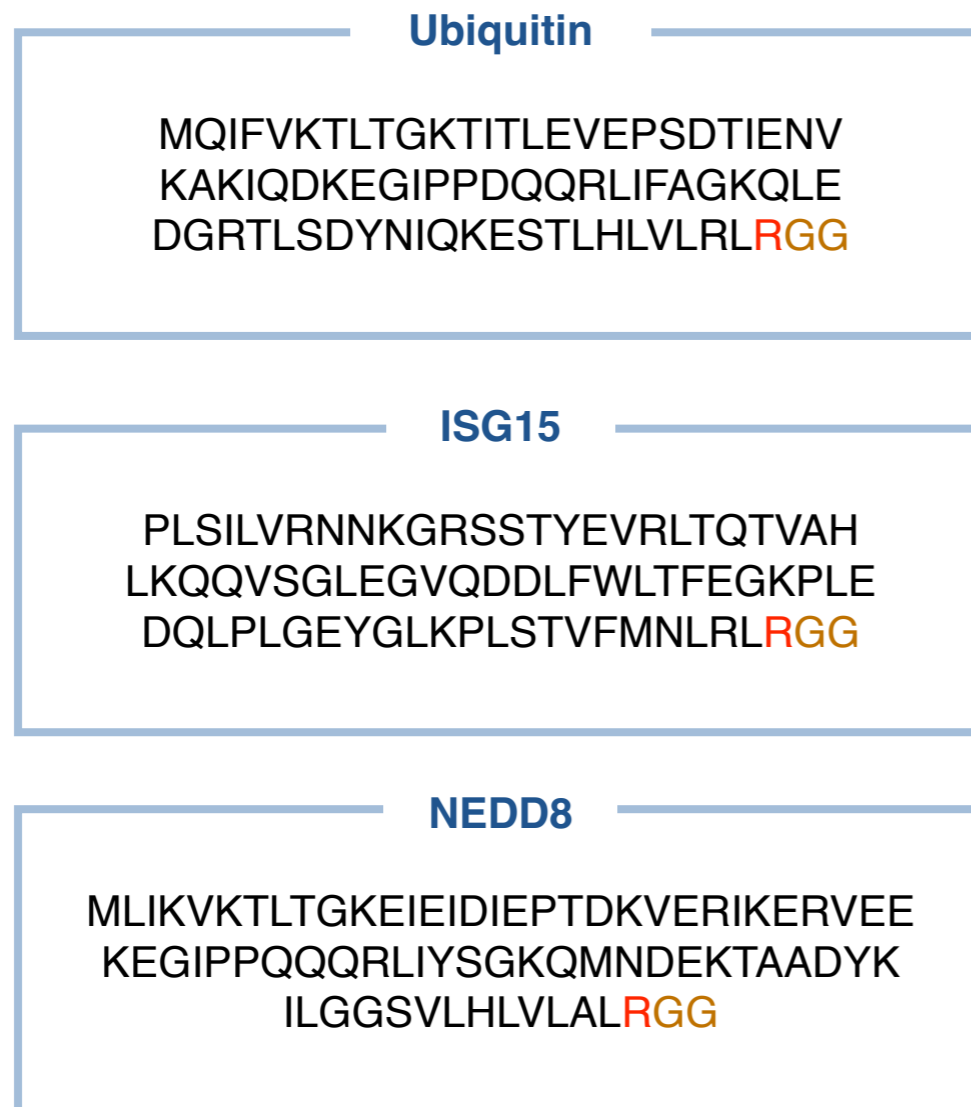 Ubiquitin
MQIFVKTLTGKTITLEVEPSDTIENV
KAKIQDKEGIPPDQQRLIFAGKQLE
DGRTLSDYNIQKESTLHLVLRLRGG
ISG15
PLSILVRNNKGRSSTYEVRLTQTVAH
LKQQVSGLEGVQDDLFWLTFEGKPLE
DQLPLGEYGLKPLSTVFMNLRLRGG
NEDD8
MLIKVKTLTGKEIEIDIEPTDKVERIKERVEE
KEGIPPQQQRLIYSGKQMNDEKTAADYK
ILGGSVLHLVLALRGG